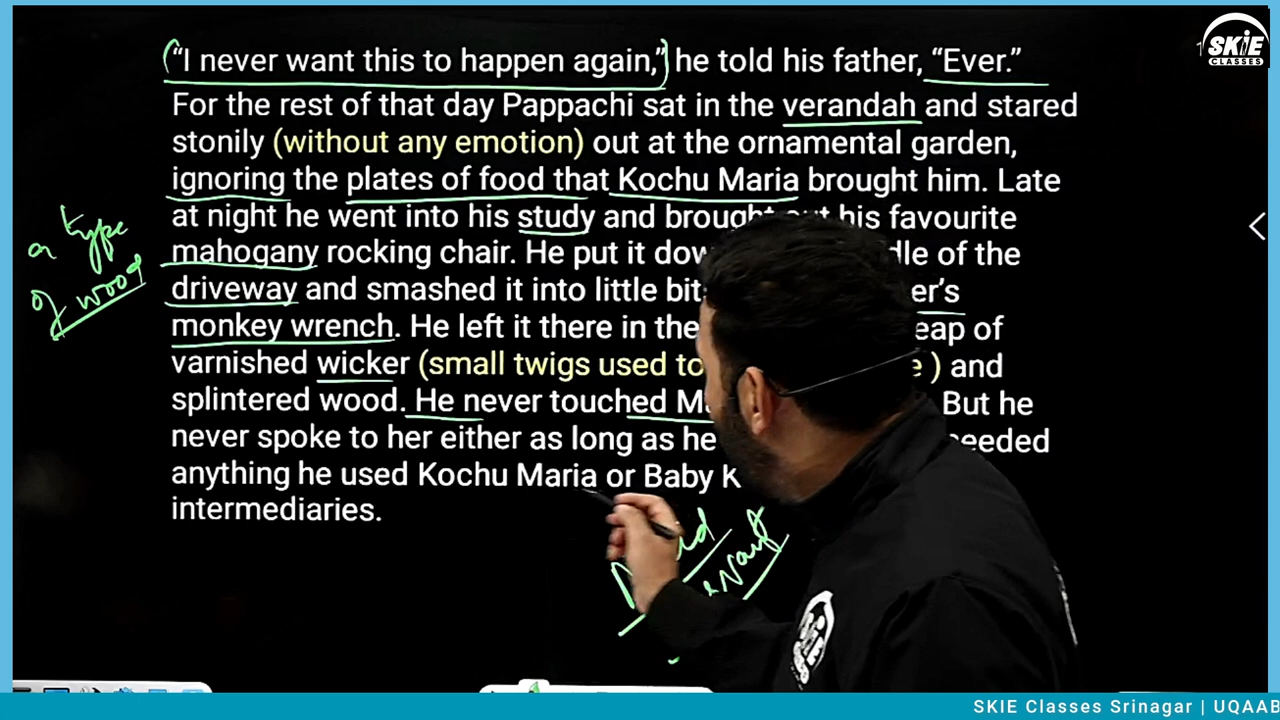 “I never want this to happen again,” he told his father, “Ever.”
For the rest of that day Pappachi sat in the verandah and stared
stonily (without any emotion) out at the ornamental garden,
ignoring the plates of food that Kochu Maria brought him. Late
at night he went into his study and brought out his favourite
mahogany rocking chair. He put it down dle of the
driveway and smashed it into little bits er’s
monkey wrench. He left it there in the eap of
varnished wicker (small twigs used to e ) and
splintered wood. He never touched But he
never spoke to her either as long as he needed
anything he used Kochu Maria or Baby K
intermediaries.
a type
of wood
SKIE
CLASSES
SKIE Classes Srinagar | UQAAB